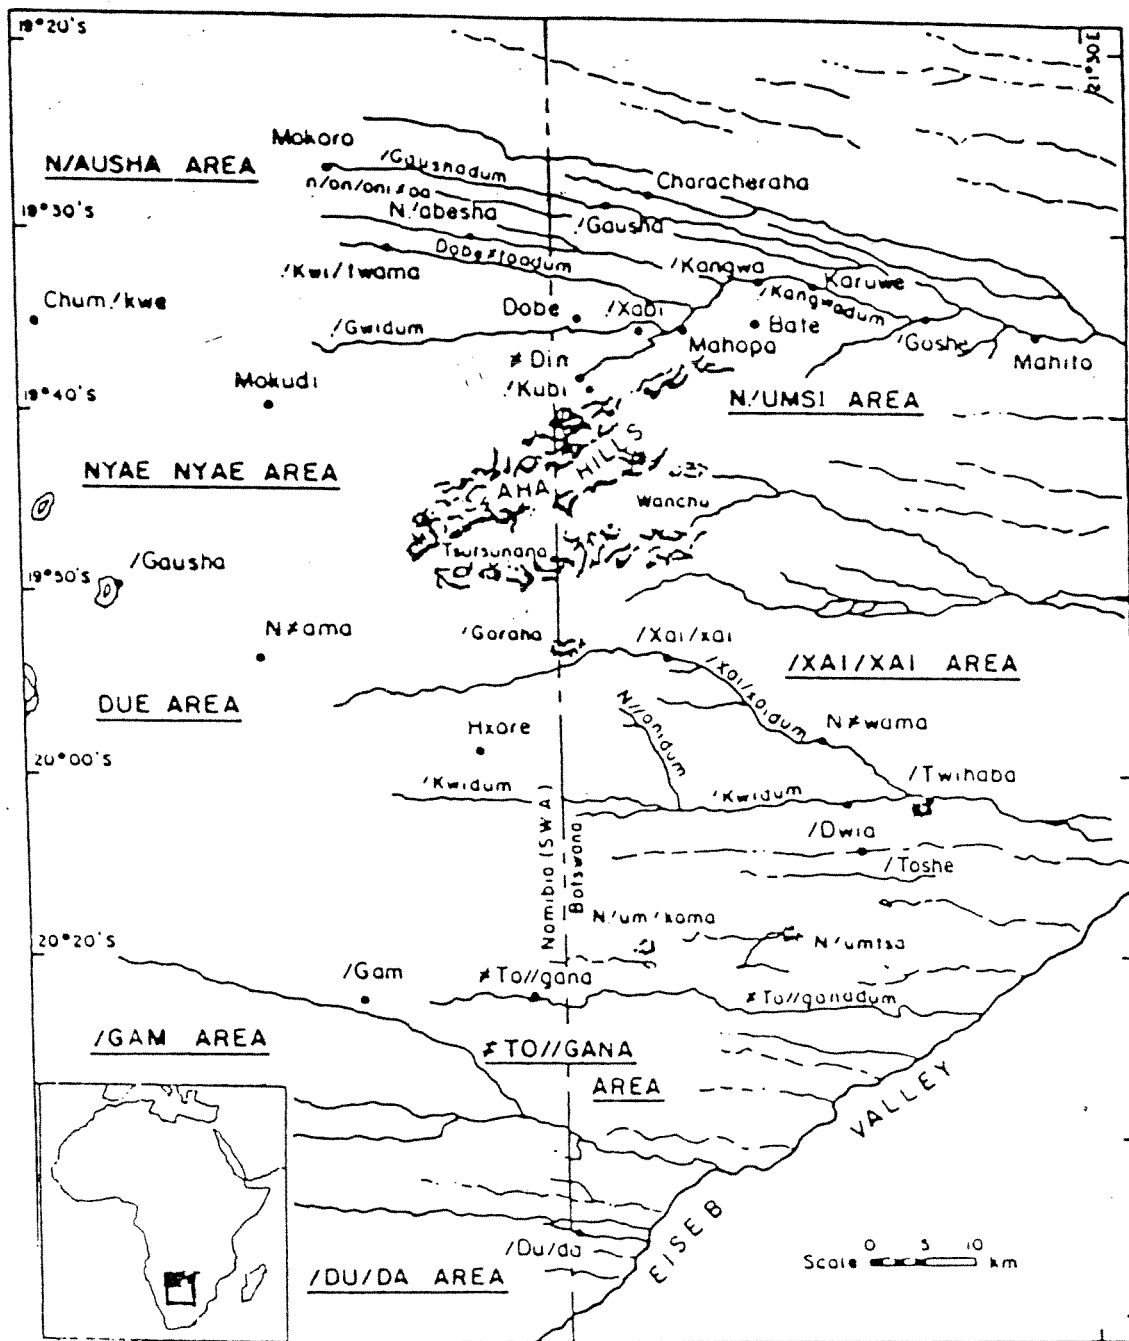 19°20'S
21°50'E
Mokoro
N/AUSHA AREA
/Gaushadum
Characheraha
n/on/oni≠oa
19°30'S
N!abesha
/Gausha
Dobe≠toadum
/Kangwa
!Kwi/twama
Karuwe
/Kangwadum
Chum!kwe
Dobe
/Xabi
Bate
/Gwidum
/Goshe
Mahopa
Mahito
≠Din
Mokudi
!Kubi
19°40'S
N!UMSI AREA
AHA HILLS
NYAE NYAE AREA
Wanchu
Tsutsunana
/Gausha
19°50'S
N≠ama
/Goraha
/Xai/xai
/XAI/XAI AREA
/Xai/xaidum
DUE AREA
N//onidum
Hxore
N≠wama
20°00'S
/Twihaba
/Kwidum
/Kwidum
Namibia (S.W.A.)
Botswana
/Dwia
/Toshe
N!um!koma
N!umtsa
20°20'S
/Gam
≠To//gana
≠To//ganadum
/GAM AREA
≠TO//GANA
AREA
EISEB VALLEY
/Du/da
/DU/DA AREA
0 5 10
Scale km